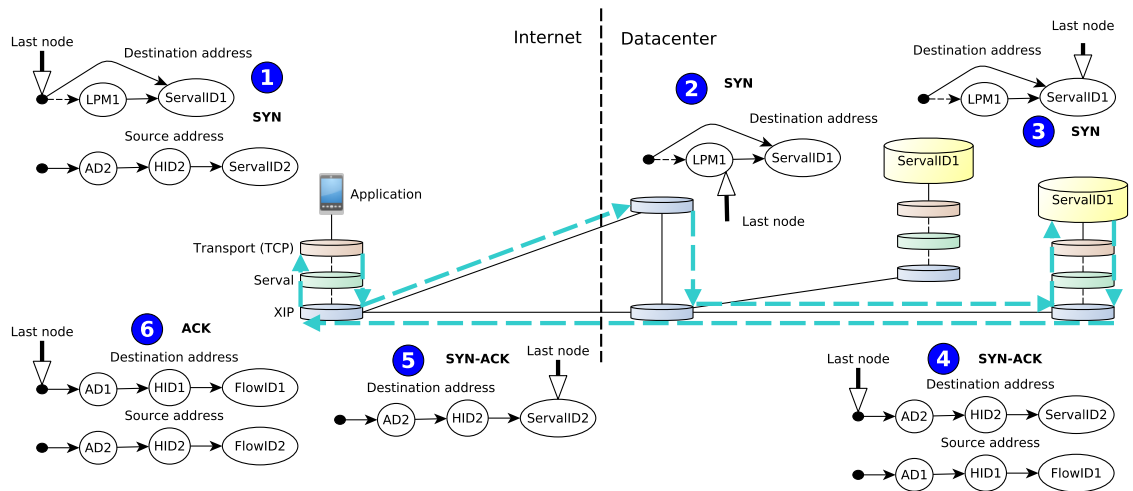 Internet
Datacenter
Last node
Destination address
1
LPM1
ServalID1
SYN
Source address
AD2
HID2
ServalID2
2
SYN
Destination address
LPM1
ServalID1
Last node
Last node
Destination address
LPM1
ServalID1
3
SYN
ServalID1
ServalID1
Application
Transport (TCP)
Serval
XIP
6
ACK
Last node
Destination address
AD1
HID1
FlowID1
Source address
AD2
HID2
FlowID2
5
SYN-ACK
Last node
Destination address
AD2
HID2
ServalID2
4
SYN-ACK
Last node
Destination address
AD2
HID2
ServalID2
Source address
AD1
HID1
FlowID1